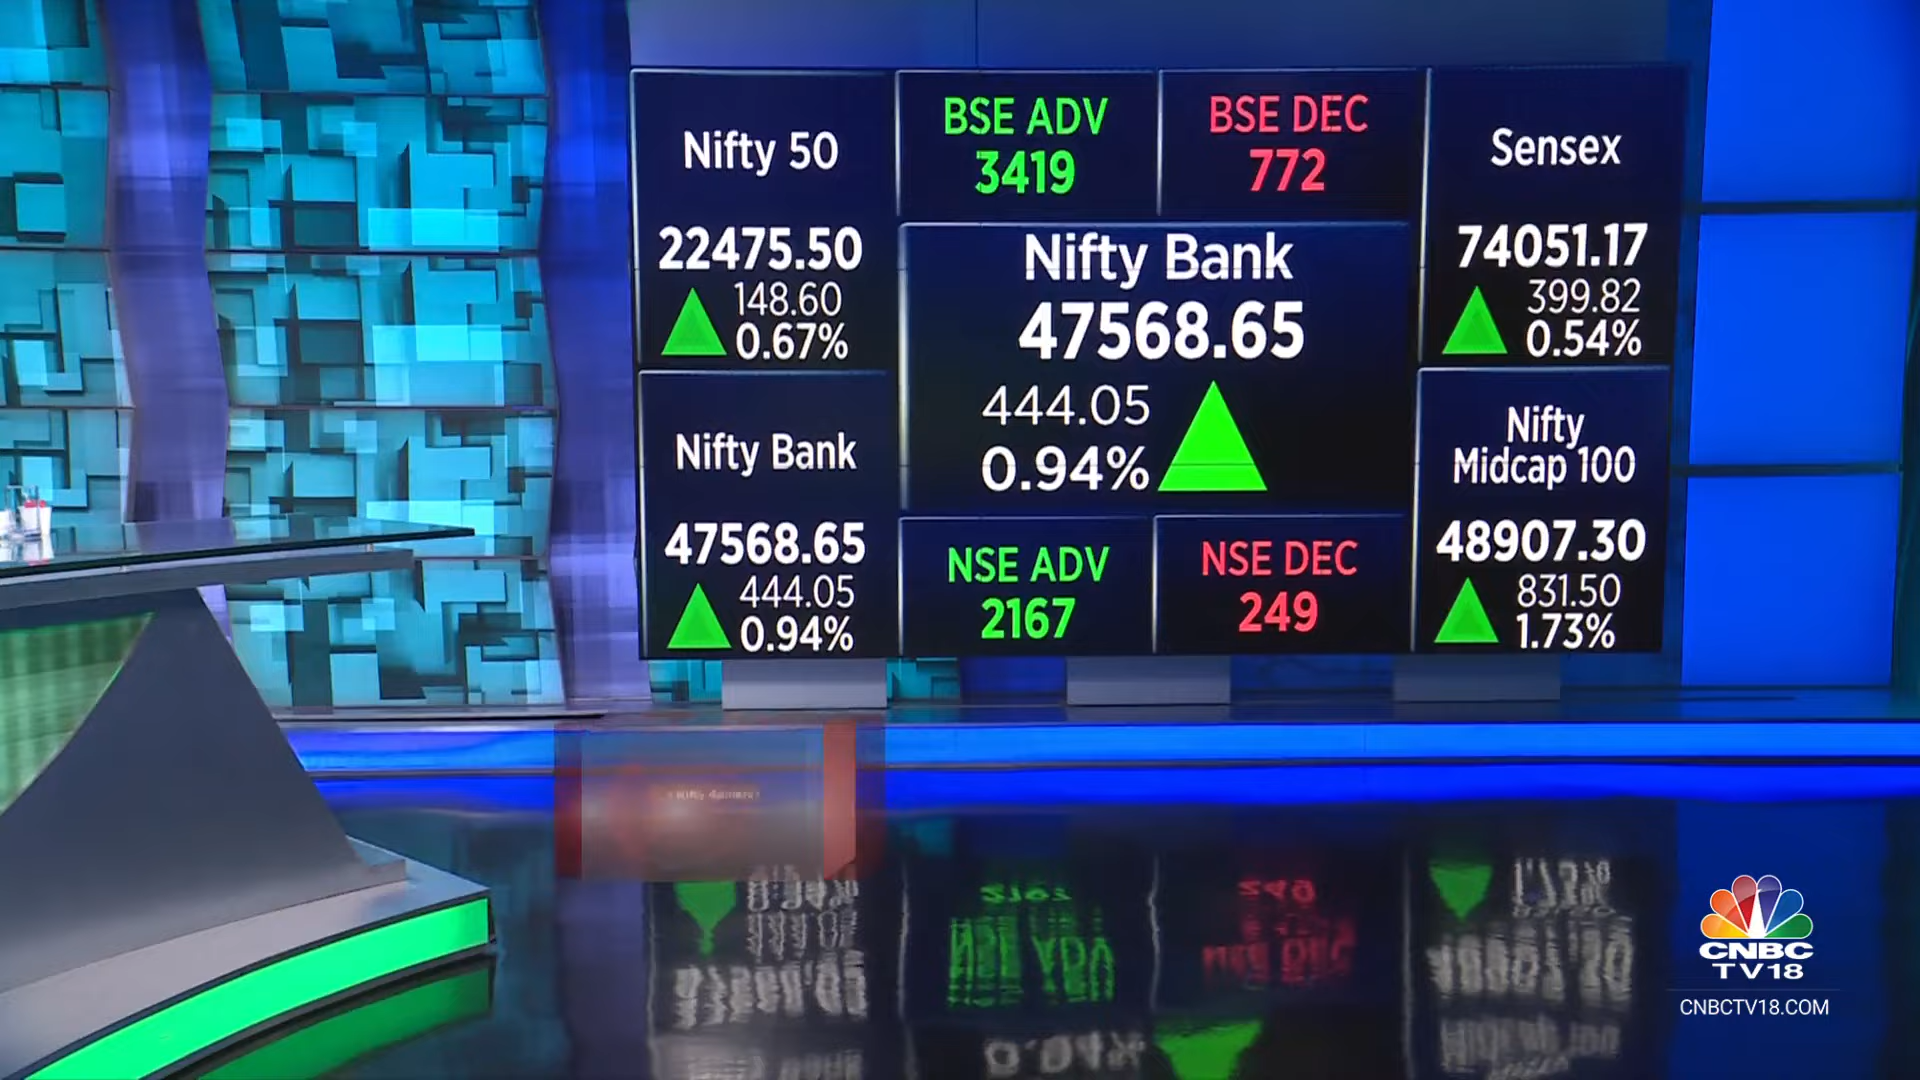 Nifty 50
22475.50
148.60
0.67%
BSE ADV
3419
BSE DEC
772
Sensex
74051.17
399.82
0.54%
Nifty Bank
47568.65
444.05
0.94%
Nifty Bank
47568.65
444.05
0.94%
NSE ADV
2167
NSE DEC
249
Nifty
Midcap 100
48907.30
831.50
1.73%
CNBC
TV18
CNBCTV18.COM